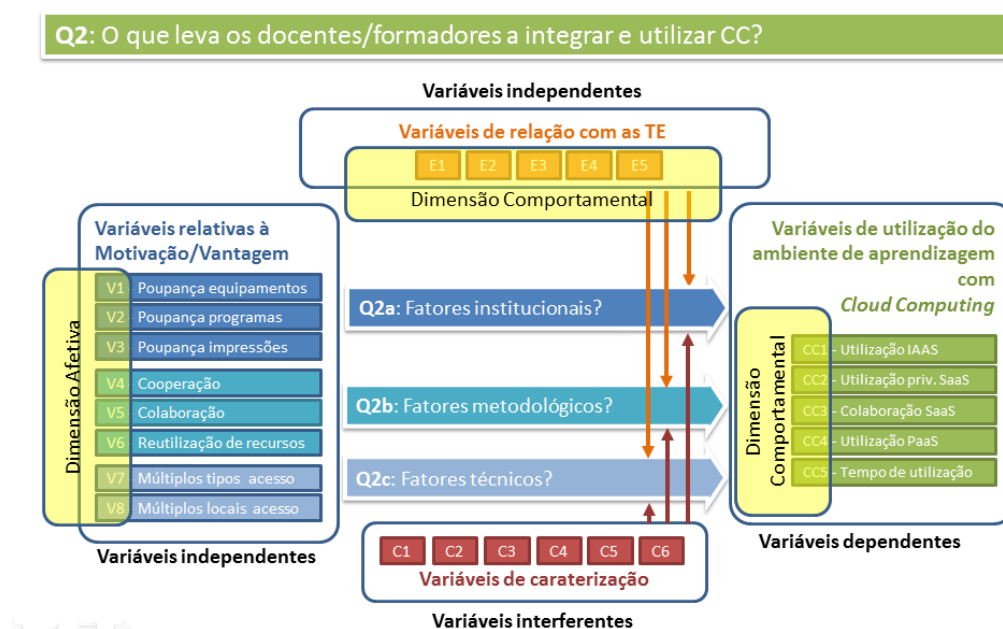 Q2: O que leva os docentes/formadores a integrar e utilizar CC?
Variáveis independentes
Variáveis de relação com as TE
E1 E2 E3 E4 E5
Dimensão Comportamental
Variáveis relativas à
Motivação/Vantagem
Dimensão Afetiva
V1 - Poupança equipamentos
V2 - Poupança programas
V3 - Poupança impressões
V4 - Cooperação
V5 - Colaboração
V6 - Reutilização de recursos
V7 - Múltiplos tipos acesso
V8 - Múltiplos locais acesso
Variáveis independentes
Q2a: Fatores institucionais?
Q2b: Fatores metodológicos?
Q2c: Fatores técnicos?
Variáveis de utilização do
ambiente de aprendizagem
com
Cloud Computing
Dimensão
Comportamental
CC1 - Utilização IAAS
CC2 - Utilização priv. SaaS
CC3 - Colaboração SaaS
CC4 - Utilização PaaS
CC5 - Tempo de utilização
Variáveis dependentes
C1 C2 C3 C4 C5 C6
Variáveis de caraterização
Variáveis interferentes